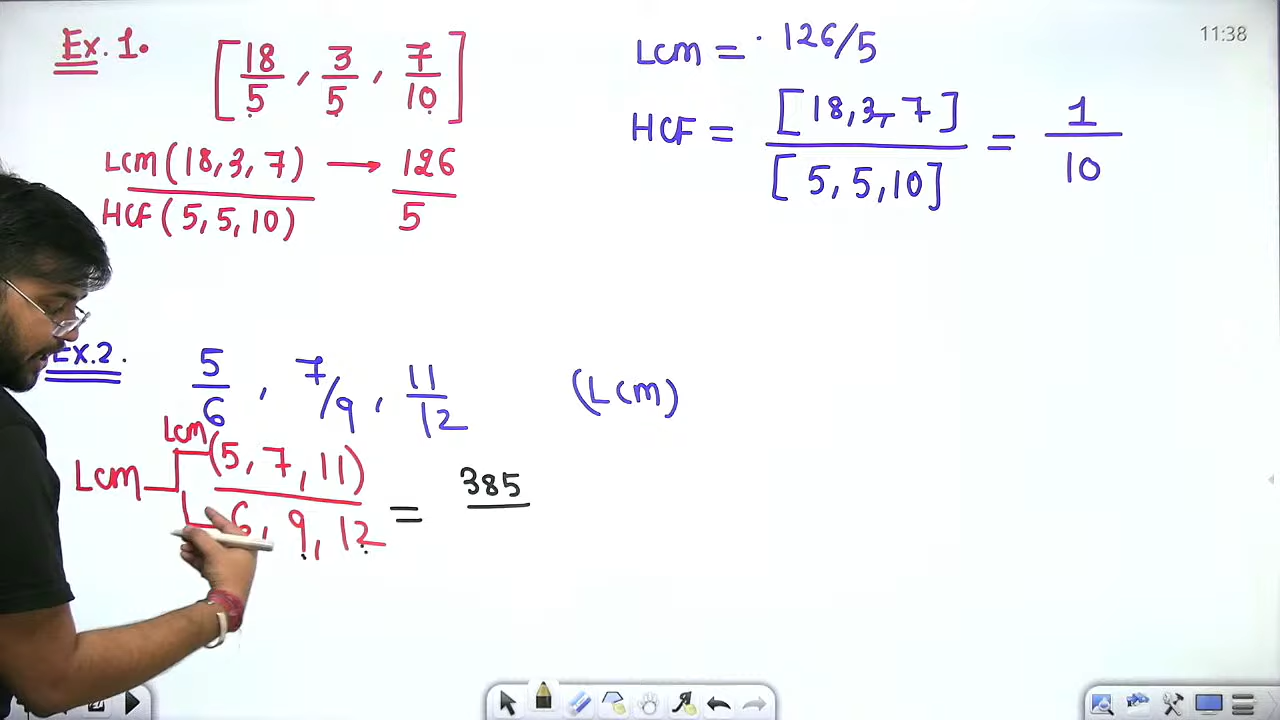 Ex. 1.
[18/5, 3/5, 7/10]
Lcm(18, 3, 7) → 126
HCF(5, 5, 10) 5
Lcm = 126/5
HCF = [18, 3, 7] / [5, 5, 10] = 1/10
11:38
Ex.2.
5/6, 7/9, 11/12 (Lcm)
Lcm Lcm (5, 7, 11) / 6, 9, 12 = 385